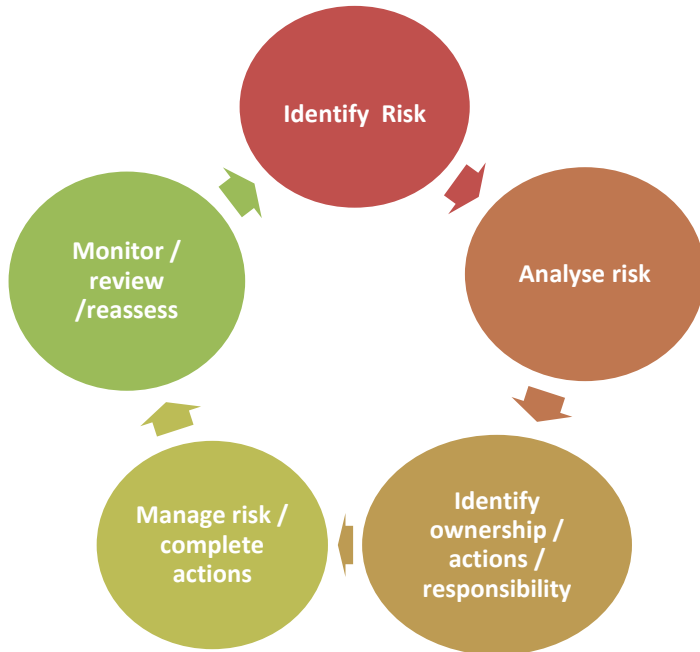 Identify Risk
Analyse risk
Identify
ownership /
actions /
responsibility
Manage risk /
complete
actions
Monitor /
review
/reassess